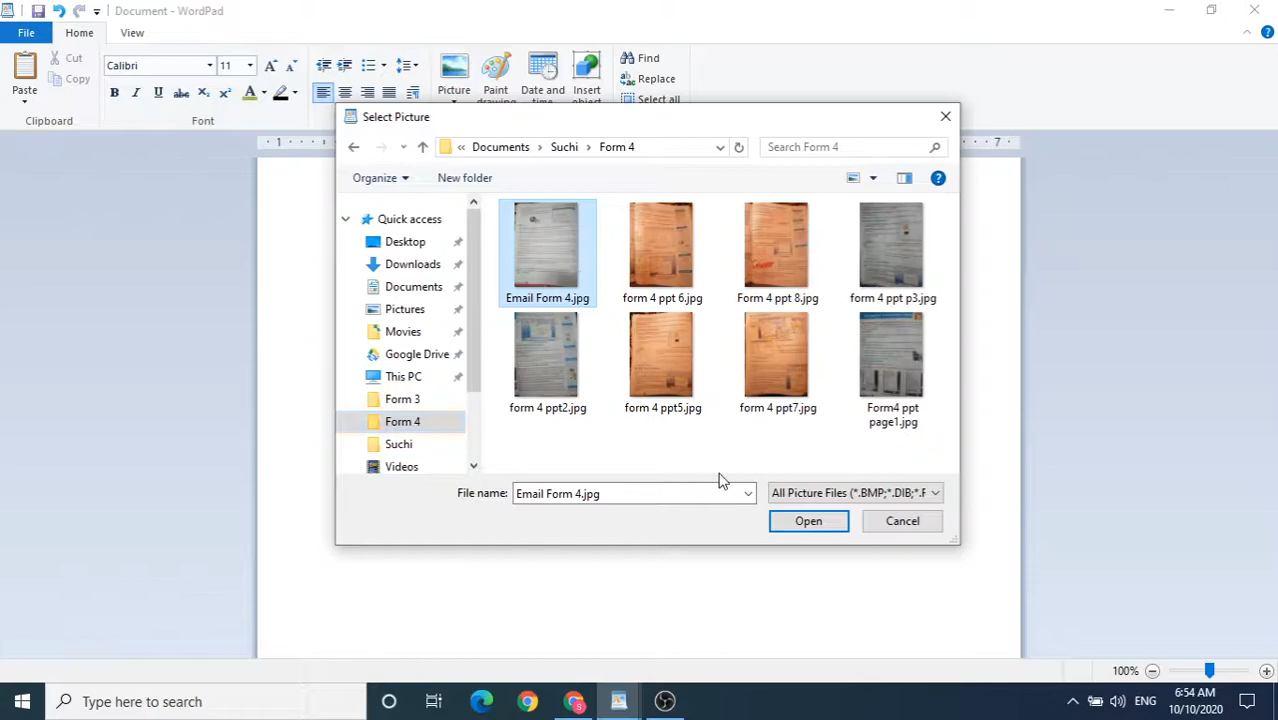 Document - WordPad
File
Home
View
Paste
Cut
Copy
Clipboard
Calibri
11
Font
Picture
Paint
drawing
Date and
time
Insert
object
Find
Replace
Select all
1
7
Select Picture
« Documents > Suchi > Form 4
Search Form 4
Organize
New folder
Quick access
Desktop
Downloads
Documents
Pictures
Movies
Google Drive
This PC
Form 3
Form 4
Suchi
Videos
Email Form 4.jpg
form 4 ppt 6.jpg
Form 4 ppt 8.jpg
form 4 ppt p3.jpg
form 4 ppt2.jpg
form 4 ppt5.jpg
form 4 ppt7.jpg
Form4 ppt
page1.jpg
File name:
Email Form 4.jpg
All Picture Files (*.BMP;*.DIB;*.F
Open
Cancel
100%
Type here to search
ENG
6:54 AM
10/10/2020